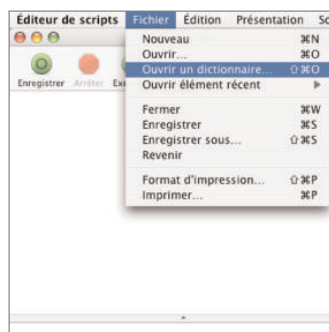 Éditeur de scripts Fichier Édition Présentation
Nouveau ⌘N
Ouvrir... ⌘O
Enregistrer Arrêter
Ouvrir un dictionnaire... ⇧⌘O
Ouvrir élément récent ▶
Fermer ⌘W
Enregistrer ⌘S
Enregistrer sous... ⇧⌘S
Revenir
Format d'impression... ⇧⌘P
Imprimer... ⌘P